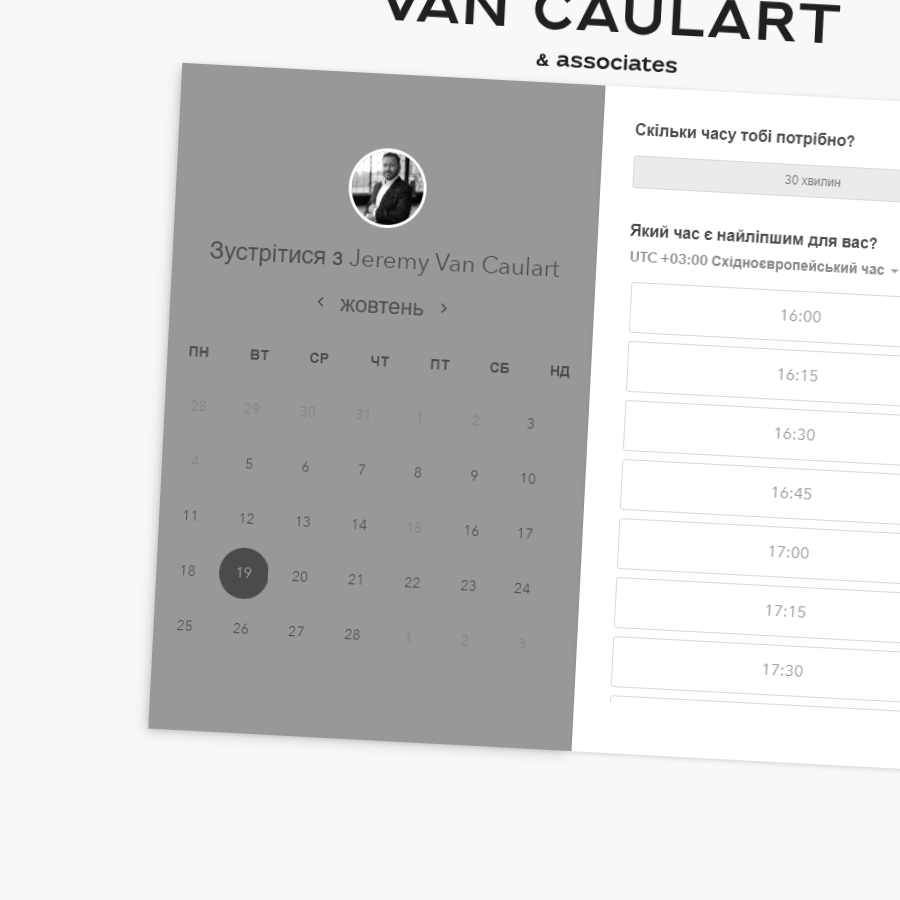 VAN CAULART
& associates
Зустрітися з Jeremy Van Caulart
‹ жовтень ›
ПН ВТ СР ЧТ ПТ СБ НД
28 29 30 31 1 2 3
4 5 6 7 8 9 10
11 12 13 14 15 16 17
18 19 20 21 22 23 24
25 26 27 28 1 2 3
Скільки часу тобі потрібно?
30 хвилин
Який час є найліпшим для вас?
UTC +03:00 Східноєвропейський час
16:00
16:15
16:30
16:45
17:00
17:15
17:30